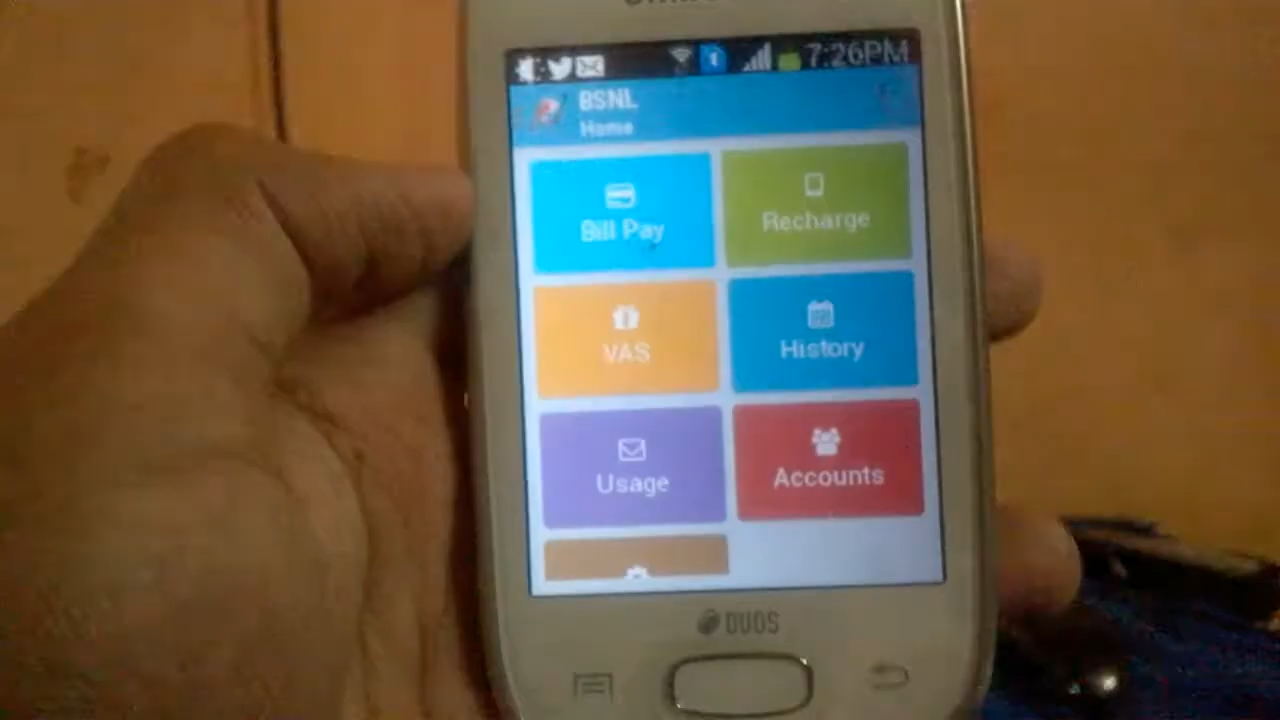 7:26PM
BSNL
Home
Bill Pay
Recharge
VAS
History
Usage
Accounts
DUOS